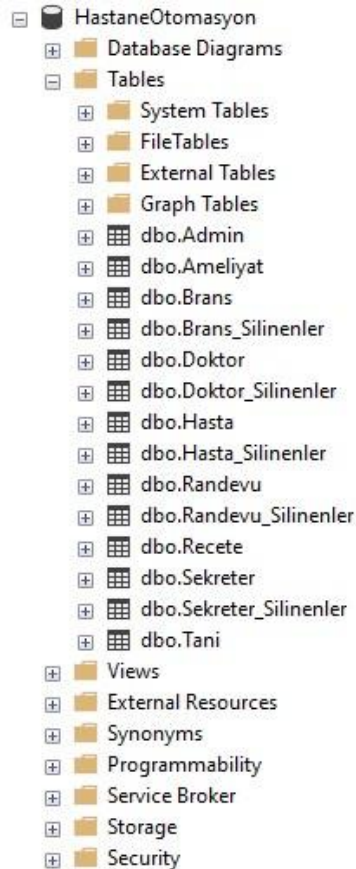 HastaneOtomasyon
Database Diagrams
Tables
System Tables
FileTables
External Tables
Graph Tables
dbo.Admin
dbo.Ameliyat
dbo.Brans
dbo.Brans_Silinenler
dbo.Doktor
dbo.Doktor_Silinenler
dbo.Hasta
dbo.Hasta_Silinenler
dbo.Randevu
dbo.Randevu_Silinenler
dbo.Recete
dbo.Sekreter
dbo.Sekreter_Silinenler
dbo.Tani
Views
External Resources
Synonyms
Programmability
Service Broker
Storage
Security